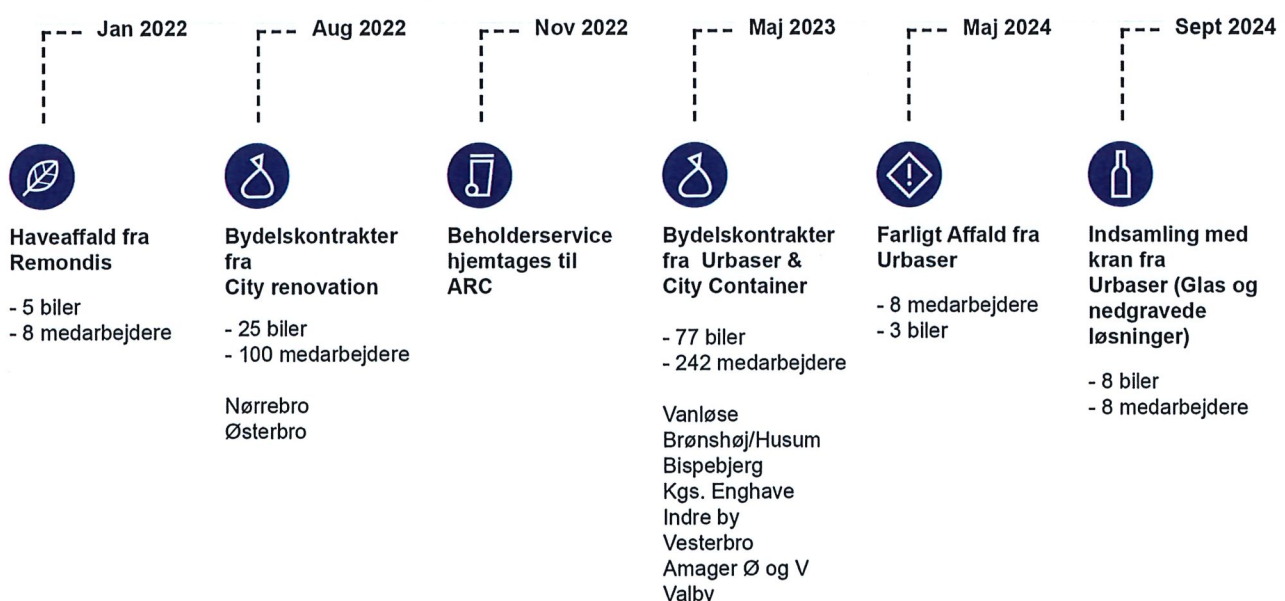 Jan 2022
Haveaffald fra
Remondis
- 5 biler
- 8 medarbejdere
Aug 2022
Bydelskontrakter
fra
City renovation
- 25 biler
- 100 medarbejdere
Nørrebro
Østerbro
Nov 2022
Beholderservice
hjemtages til
ARC
Maj 2023
Bydelskontrakter
fra Urbaser &
City Container
- 77 biler
- 242 medarbejdere
Vanløse
Brønshøj/Husum
Bispebjerg
Kgs. Enghave
Indre by
Vesterbro
Amager Ø og V
Valby
Maj 2024
Farligt Affald fra
Urbaser
- 8 medarbejdere
- 3 biler
Sept 2024
Indsamling med
kran fra
Urbaser (Glas og
nedgravede
løsninger)
- 8 biler
- 8 medarbejdere